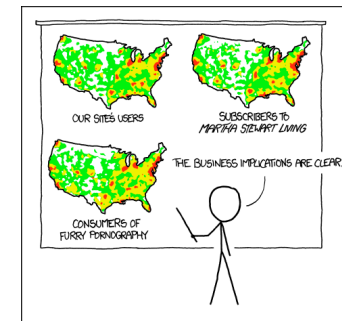 OUR SITE'S USERS
SUBSCRIBERS TO
MARTHA STEWART LIVING
THE BUSINESS IMPLICATIONS ARE CLEAR.
CONSUMERS OF
FURRY PORNOGRAPHY